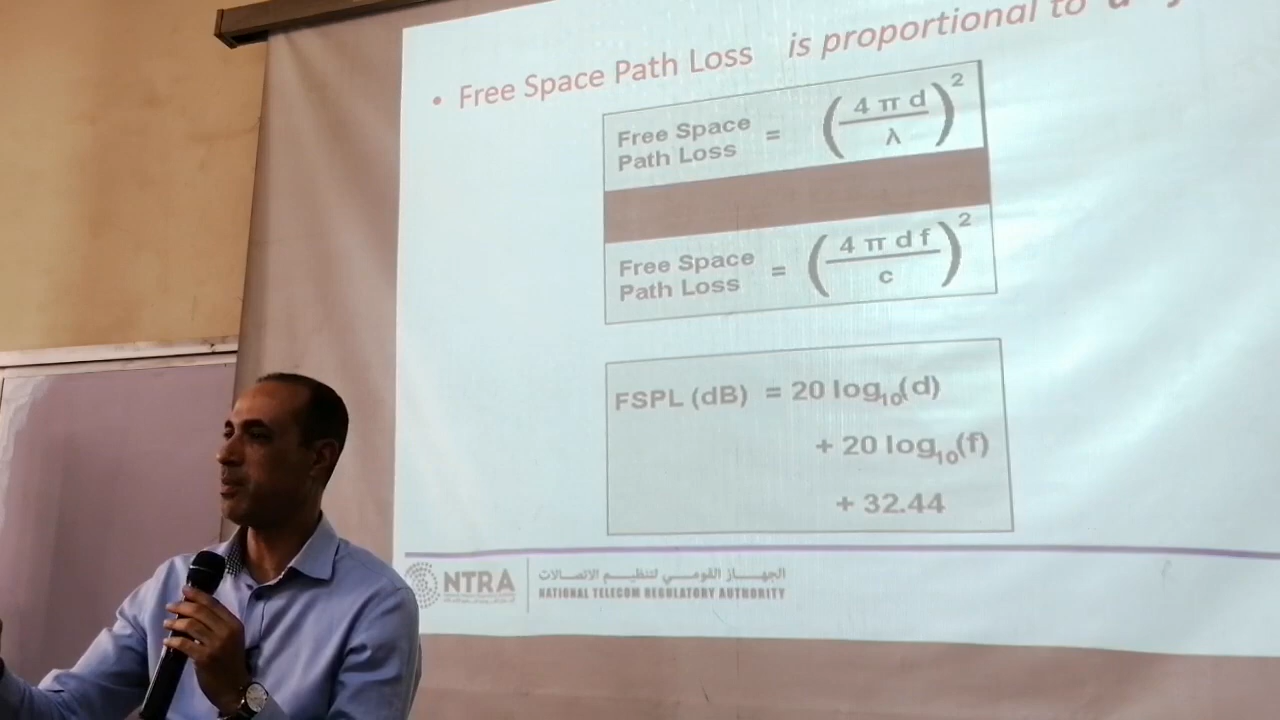 • Free Space Path Loss is proportional to
Free Space
Path Loss = (4 π d / λ)²
Free Space
Path Loss = (4 π d f / c)²
FSPL (dB) = 20 log₁₀(d)
+ 20 log₁₀(f)
+ 32.44
NTRA
الجهاز القومي لتنظيم الاتصالات
NATIONAL TELECOM REGULATORY AUTHORITY